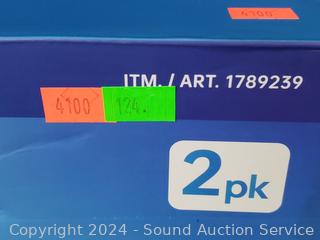 4100
ITM. / ART. 1789239
4100 124.
2pk
Copyright 2024 - Sound Auction Service